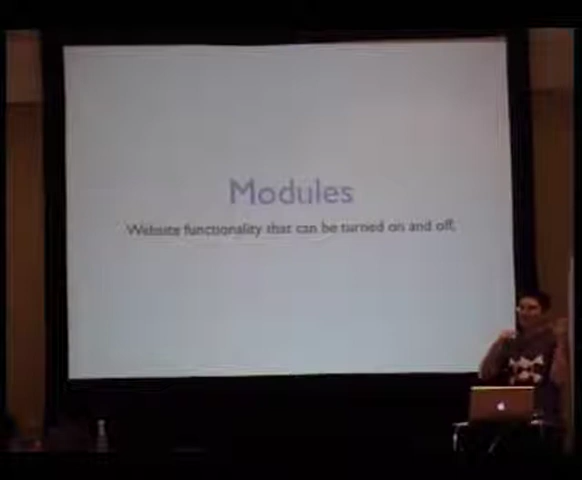 Modules
Website functionality that can be turned on and off.